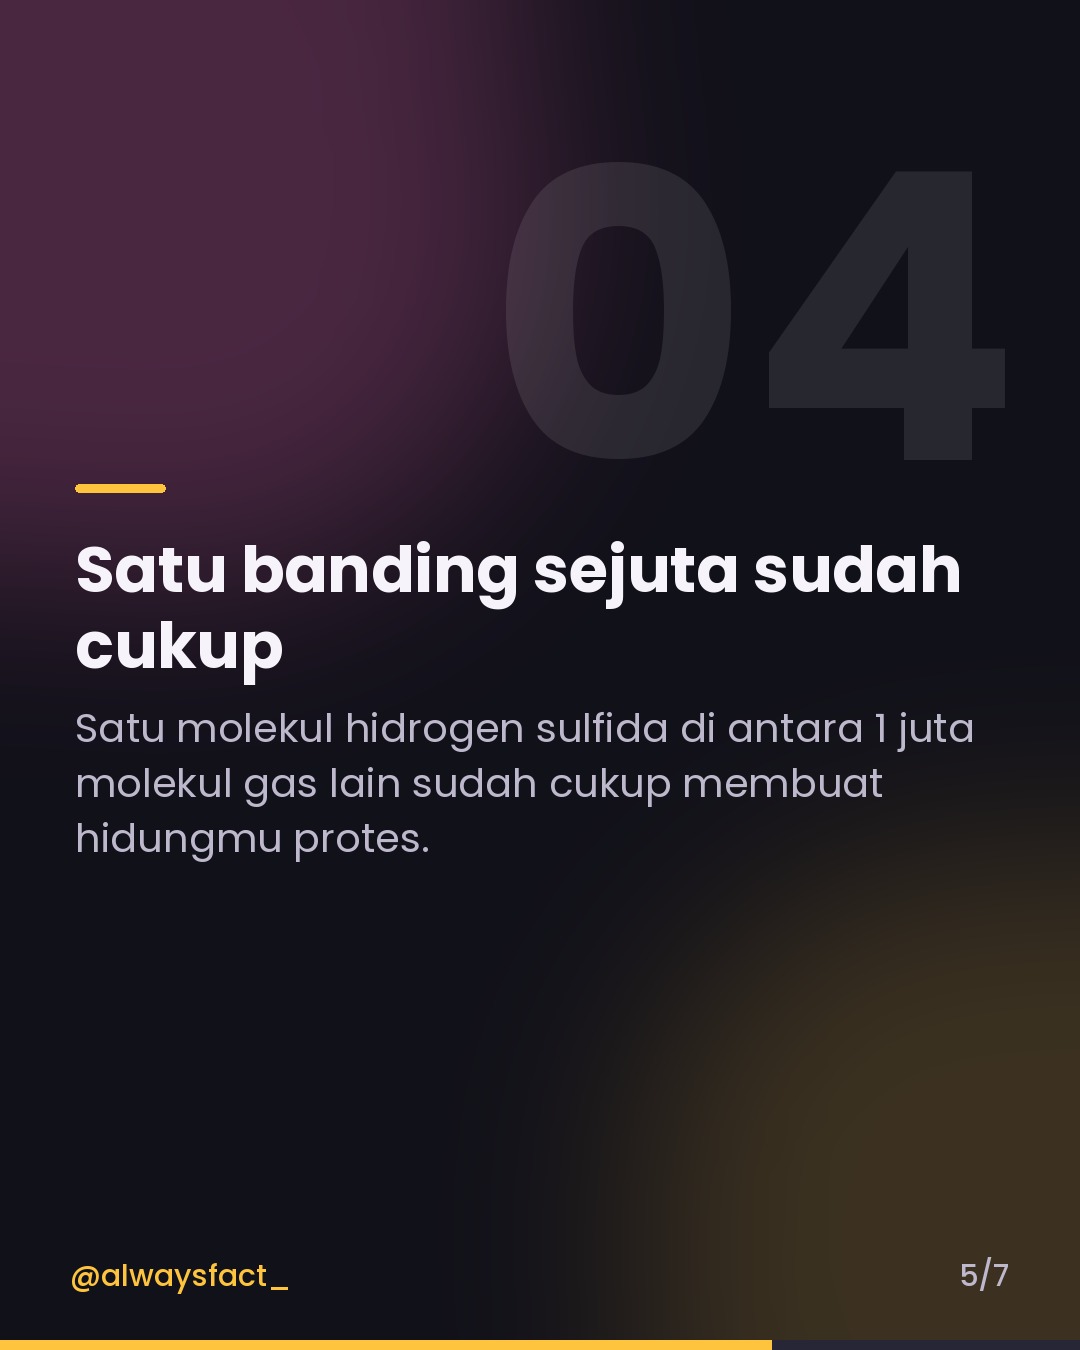 04
Satu banding sejuta sudah
cukup
Satu molekul hidrogen sulfida di antara 1 juta
molekul gas lain sudah cukup membuat
hidungmu protes.
@alwaysfact_
5/7